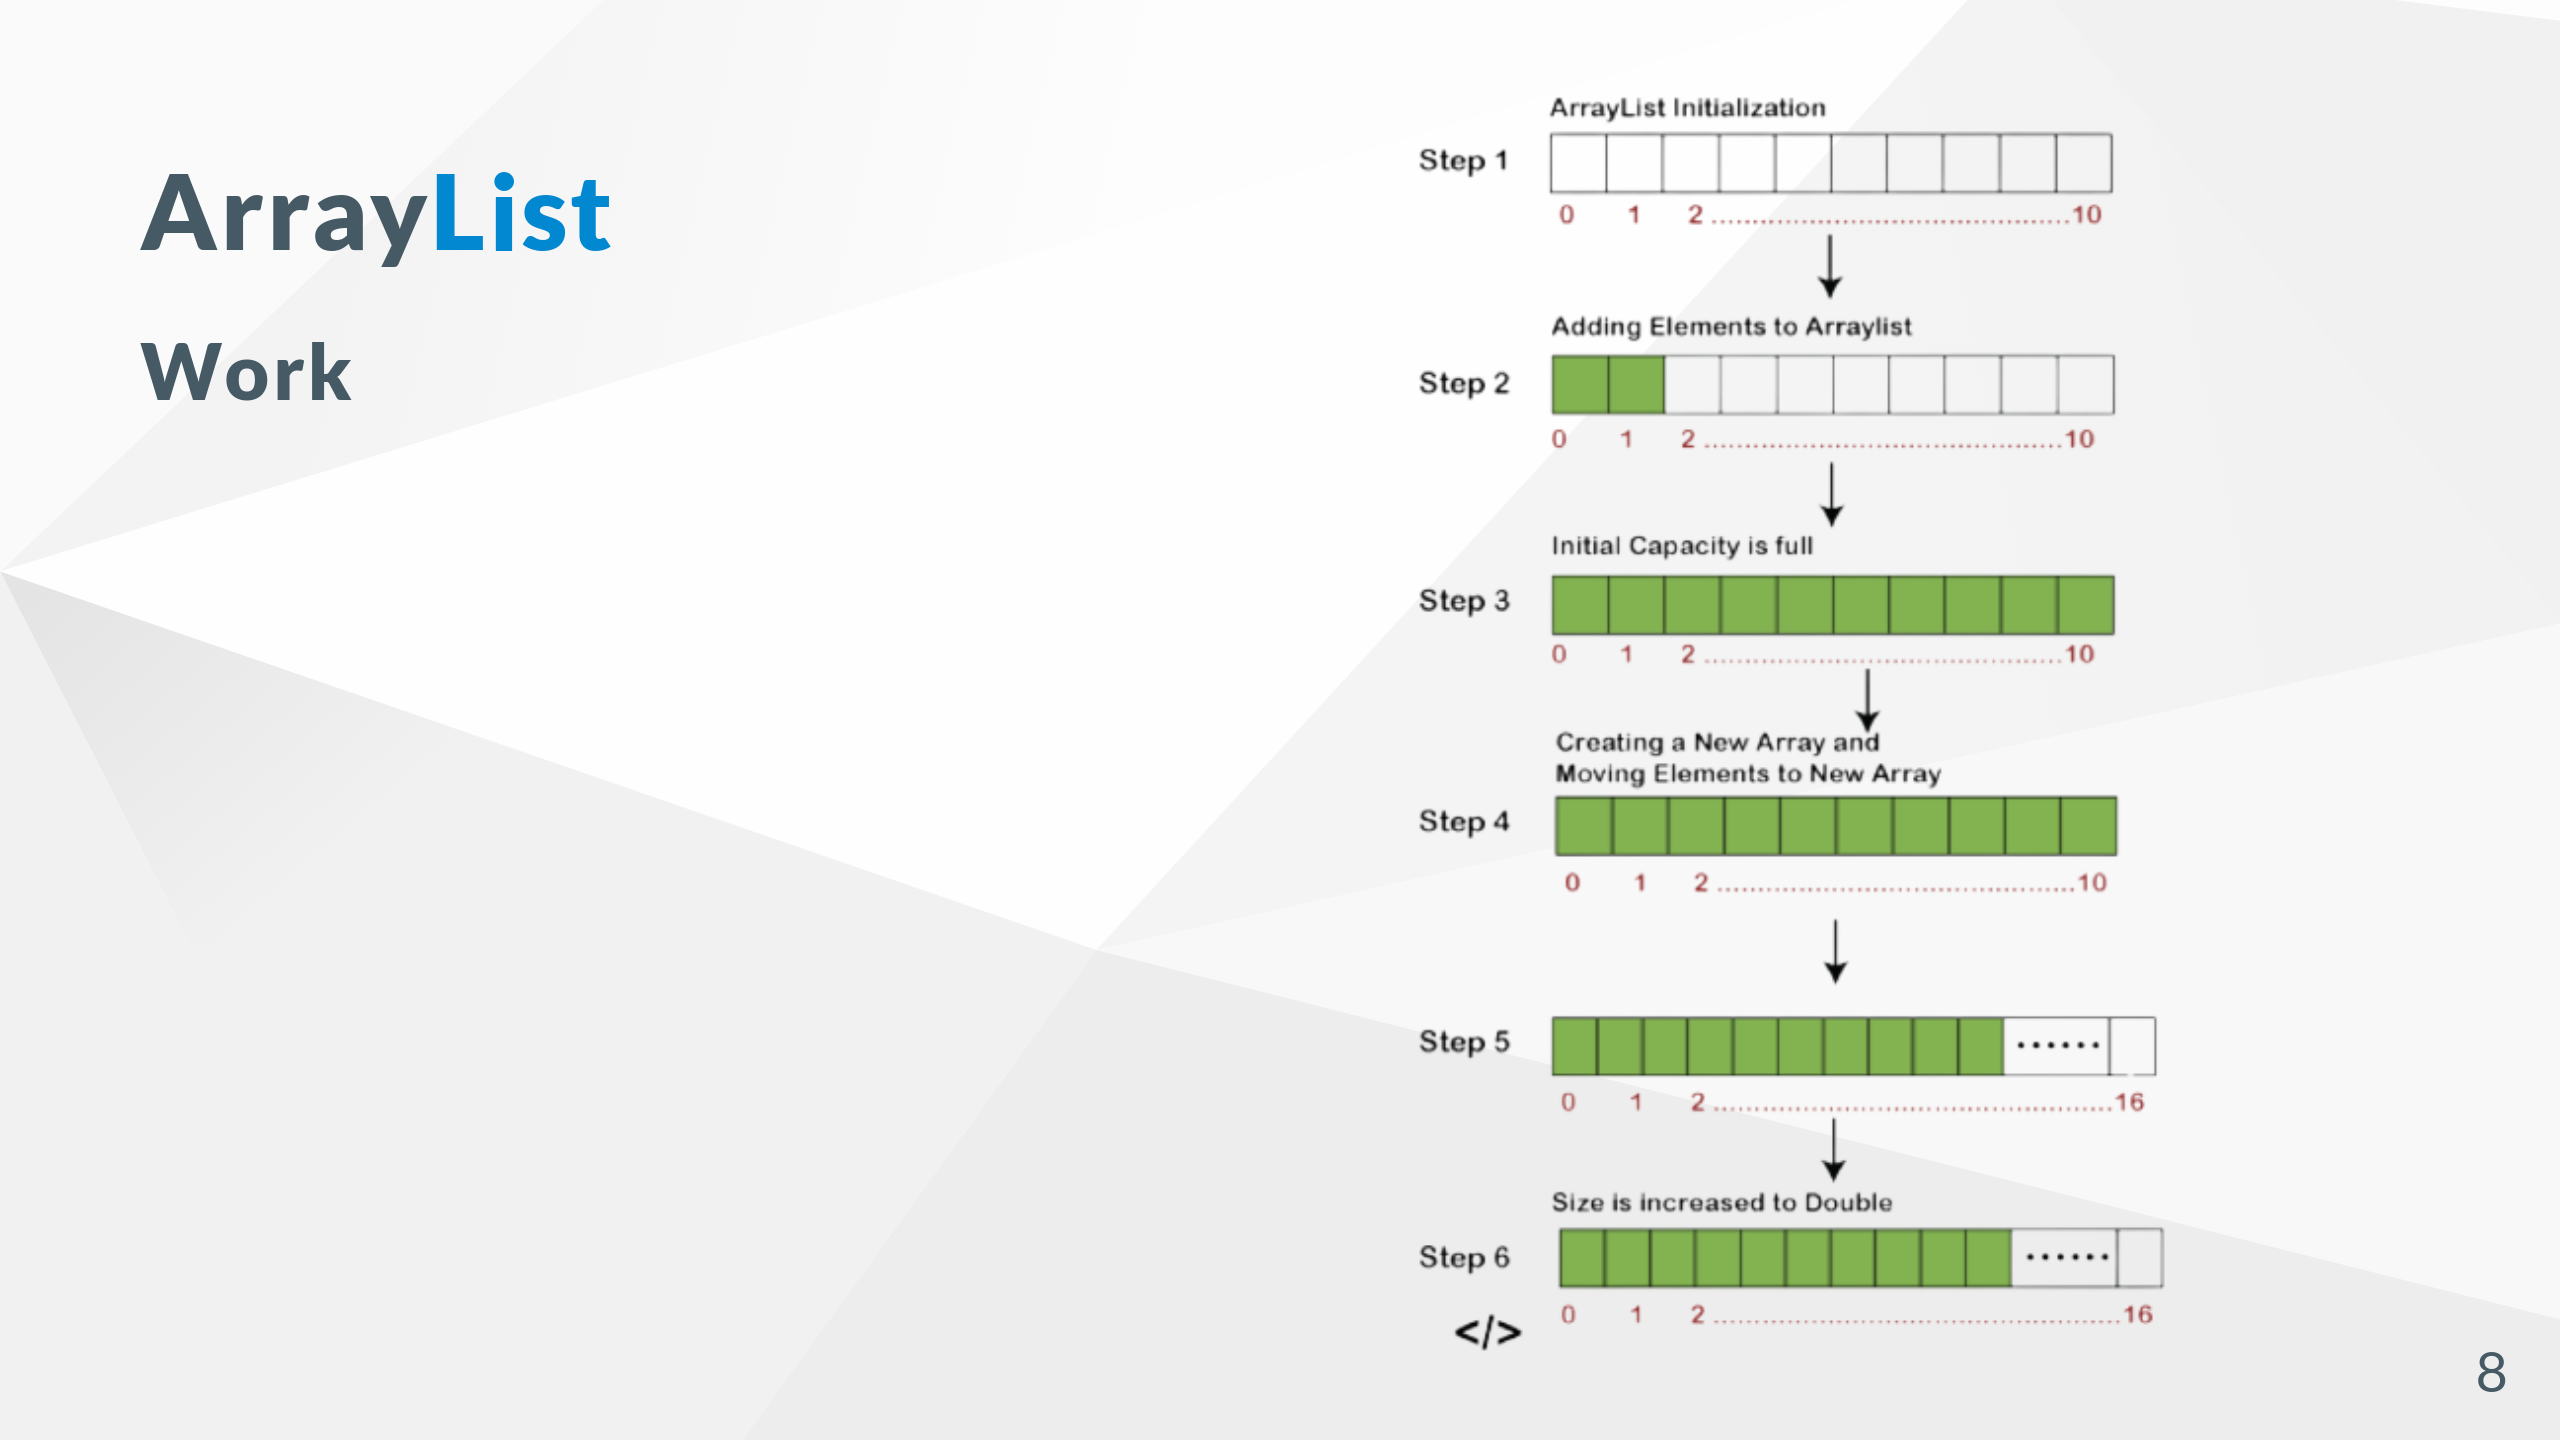 ArrayList
Work
ArrayList Initialization
Step 1
0 1 2 ............................................10
Adding Elements to Arraylist
Step 2
0 1 2 ............................................10
Initial Capacity is full
Step 3
0 1 2 ............................................10
Creating a New Array and
Moving Elements to New Array
Step 4
0 1 2 ............................................10
Step 5
......
0 1 2 .................................................16
Size is increased to Double
Step 6
......
0 1 2 .................................................16
</>
8